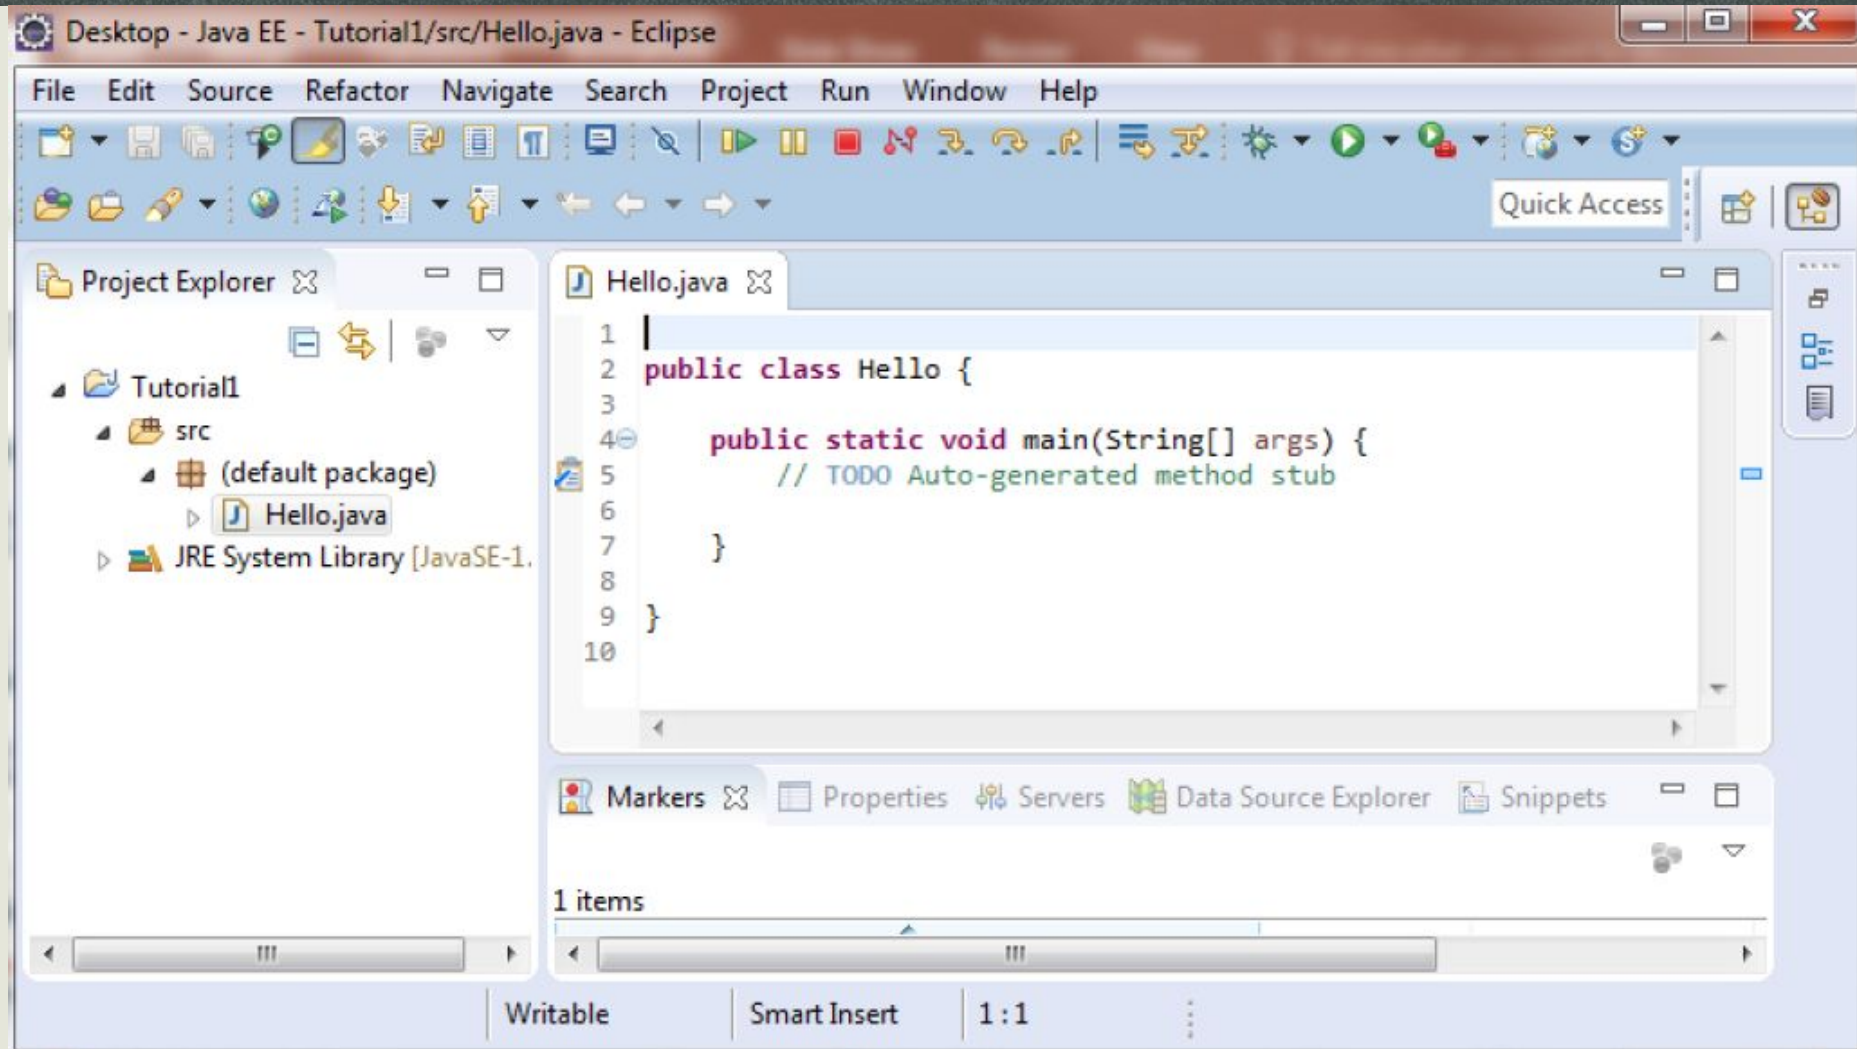 Desktop - Java EE - Tutorial1/src/Hello.java - Eclipse
File Edit Source Refactor Navigate Search Project Run Window Help
Quick Access
Project Explorer
Tutorial1
src
(default package)
Hello.java
JRE System Library [JavaSE-1.
Hello.java
1
2 public class Hello {
3
4 public static void main(String[] args) {
5 // TODO Auto-generated method stub
6
7 }
8
9 }
10
Markers Properties Servers Data Source Explorer Snippets
1 items
Writable Smart Insert 1 : 1